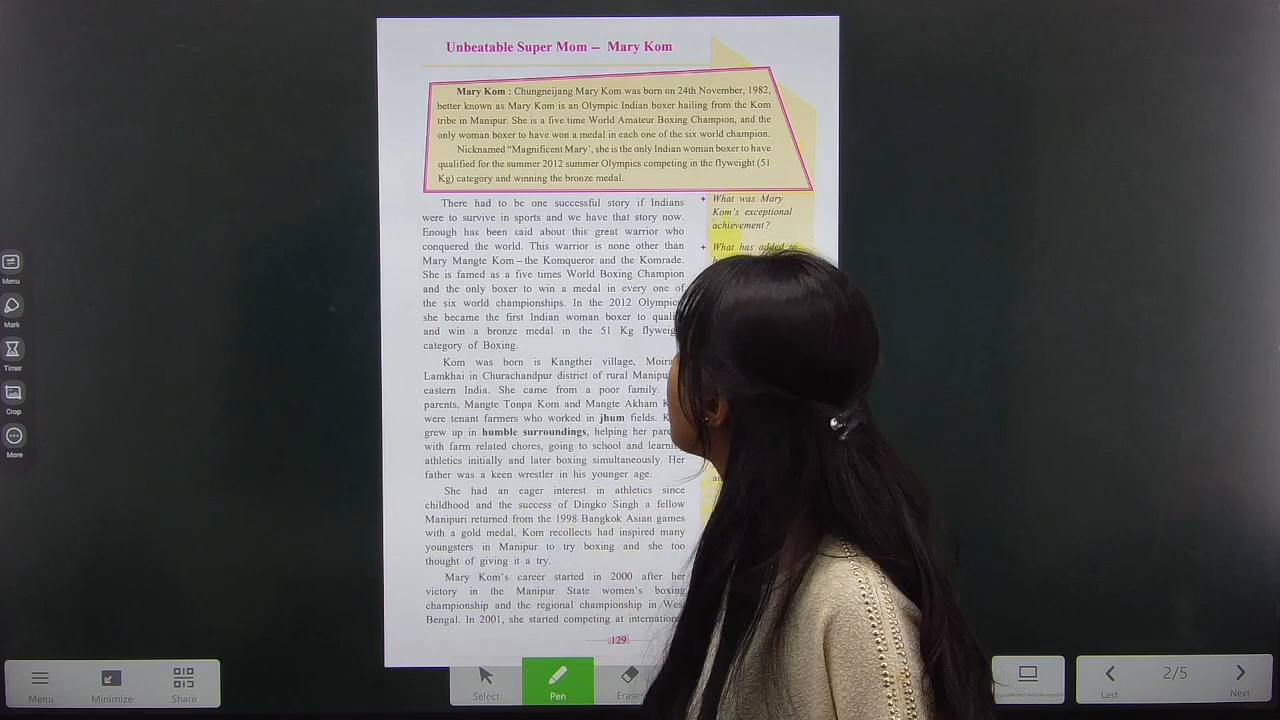 Unbeatable Super Mom – Mary Kom
Mary Kom : Chungneijang Mary Kom was born on 24th November, 1982,
better known as Mary Kom is an Olympic Indian boxer hailing from the Kom
tribe in Manipur. She is a five time World Amateur Boxing Champion, and the
only woman boxer to have won a medal in each one of the six world champion.
Nicknamed “Magnificent Mary’, she is the only Indian woman boxer to have
qualified for the summer 2012 summer Olympics competing in the flyweight (51
Kg) category and winning the bronze medal.
There had to be one successful story if Indians
were to survive in sports and we have that story now.
Enough has been said about this great warrior who
conquered the world. This warrior is none other than
Mary Mangte Kom – the Komqueror and the Komrade.
She is famed as a five times World Boxing Champion
and the only boxer to win a medal in every one of
the six world championships. In the 2012 Olympic
she became the first Indian woman boxer to
and win a bronze medal in the 51 Kg
category of Boxing.
Kom was born is Kangthei village,
Lamkhai in Churachandpur district of rural
eastern India. She came from a poor family.
parents, Mangte Tonpa Kom and Mangte Akham
were tenant farmers who worked in jhum fields.
grew up in humble surroundings, helping her
with farm related chores, going to school and
athletics initially and later boxing simultaneously. Her
father was a keen wrestler in his younger age.
She had an eager interest in athletics since
childhood and the success of Dingko Singh a fellow
Manipuri returned from the 1998 Bangkok Asian games
with a gold medal, Kom recollects had inspired many
youngsters in Manipur to try boxing and she too
thought of giving it a try.
Mary Kom’s career started in 2000 after her
victory in the Manipur State women’s boxing
championship and the regional championship in West
Bengal. In 2001, she started competing at
129
What was Mary
Kom’s exceptional
achievement?
What has added to
Menu
Mark
Timer
Crop
More
Menu
Minimize
Share
Select
Pen
Eraser
Last
2/5
Next